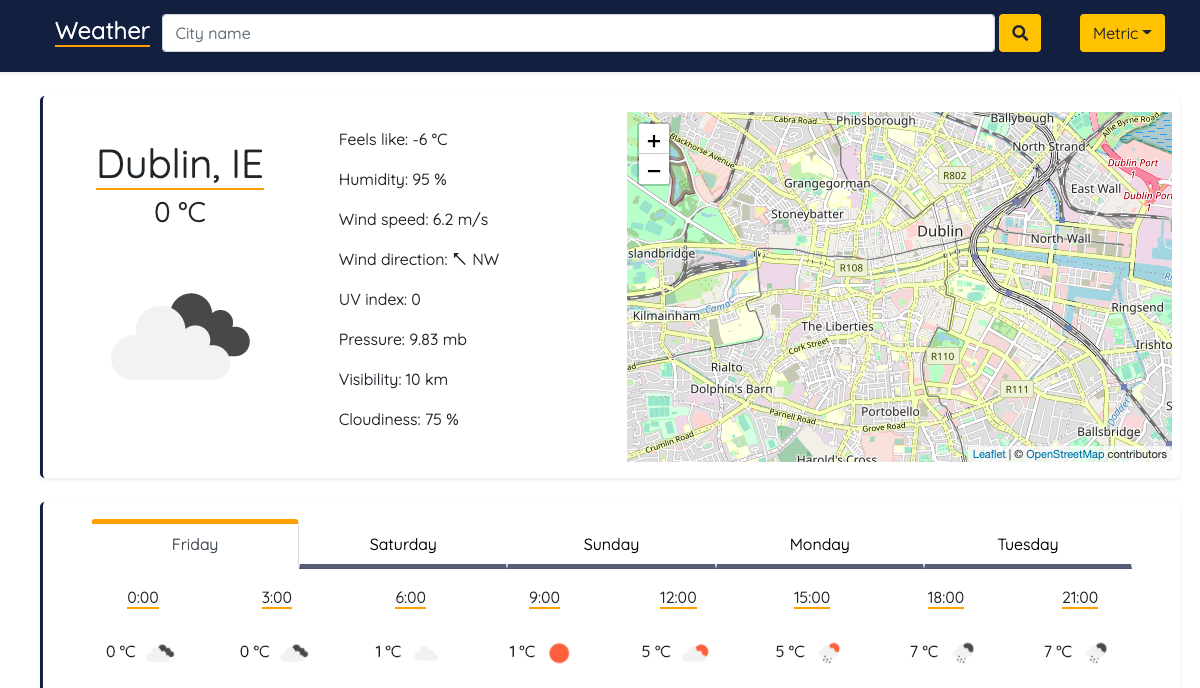 Weather
City name
Metric
Dublin, IE
0 °C
Feels like: -6 °C
Humidity: 95 %
Wind speed: 6.2 m/s
Wind direction: ↖ NW
UV index: 0
Pressure: 9.83 mb
Visibility: 10 km
Cloudiness: 75 %
+
−
Cabra Road
Phibsborough
Ballybough
Blackhorse Avenue
North Strand
Alfie Byrne Road
Dublin Port
1
R802
Grangegorman
East Wall
Dublin Port
1
Stoneybatter
Dublin
North Wall
slandbridge
R108
Camac
Kilmainham
Ringsend
The Liberties
Cork Street
Irishto
R110
Rialto
Dolphin's Barn
R111
Parnell Road
Portobello
Grove Road
Dodder
Crumlin Road
Ballsbridge
Harold's Cross
Leaflet | © OpenStreetMap contributors
Friday Saturday Sunday Monday Tuesday
0:00 3:00 6:00 9:00 12:00 15:00 18:00 21:00
0 °C 0 °C 1 °C 1 °C 5 °C 5 °C 7 °C 7 °C